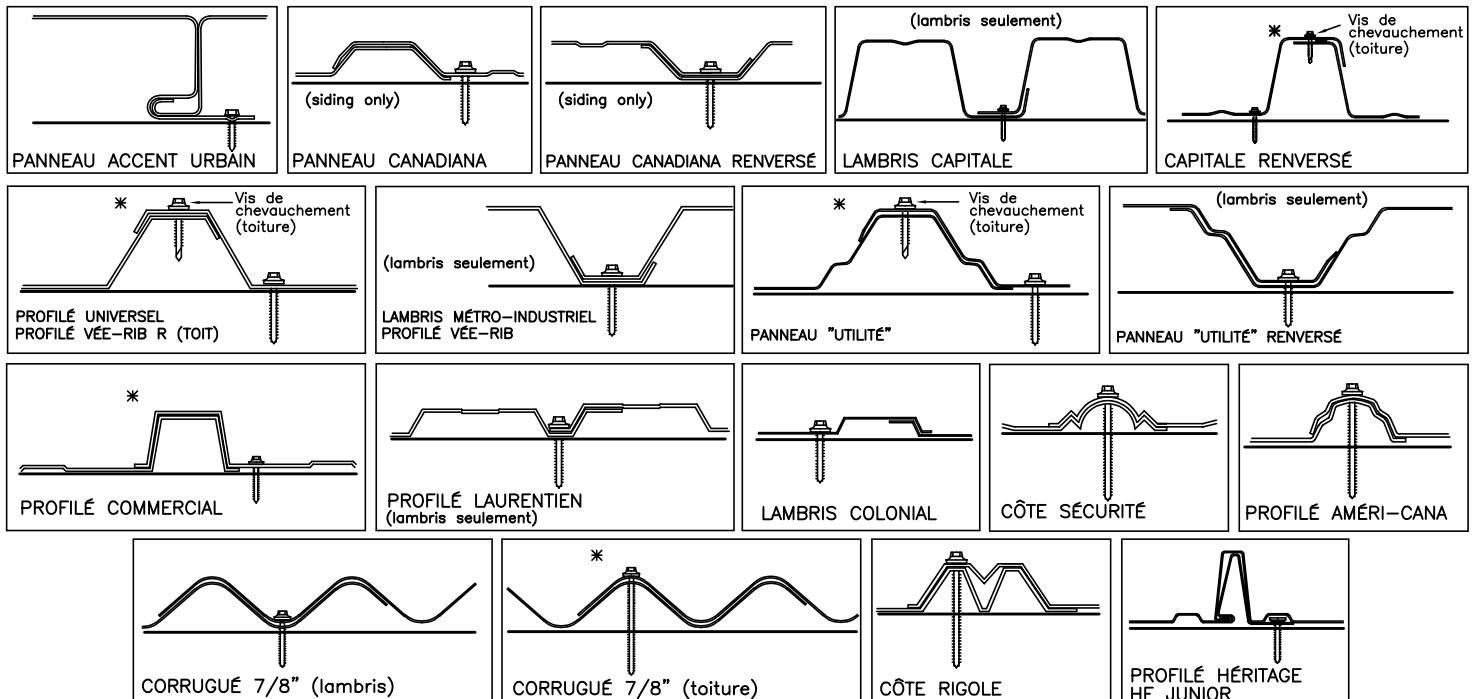 PANNEAU ACCENT URBAIN
(siding only)
PANNEAU CANADIANA
(siding only)
PANNEAU CANADIANA RENVERSÉ
(lambris seulement)
LAMBRIS CAPITALE
*
Vis de
chevauchement
(toiture)
CAPITALE RENVERSÉ
*
Vis de
chevauchement
(toiture)
PROFILÉ UNIVERSEL
PROFILÉ VÉE-RIB R (TOIT)
(lambris seulement)
LAMBRIS MÉTRO-INDUSTRIEL
PROFILÉ VÉE-RIB
*
Vis de
chevauchement
(toiture)
PANNEAU "UTILITÉ"
(lambris seulement)
PANNEAU "UTILITÉ" RENVERSÉ
*
PROFILÉ COMMERCIAL
PROFILÉ LAURENTIEN
(lambris seulement)
LAMBRIS COLONIAL
CÔTE SÉCURITÉ
PROFILÉ AMÉRI-CANA
CORRUGUÉ 7/8" (lambris)
*
CORRUGUÉ 7/8" (toiture)
CÔTE RIGOLE
PROFILÉ HÉRITAGE
HF JUNIOR